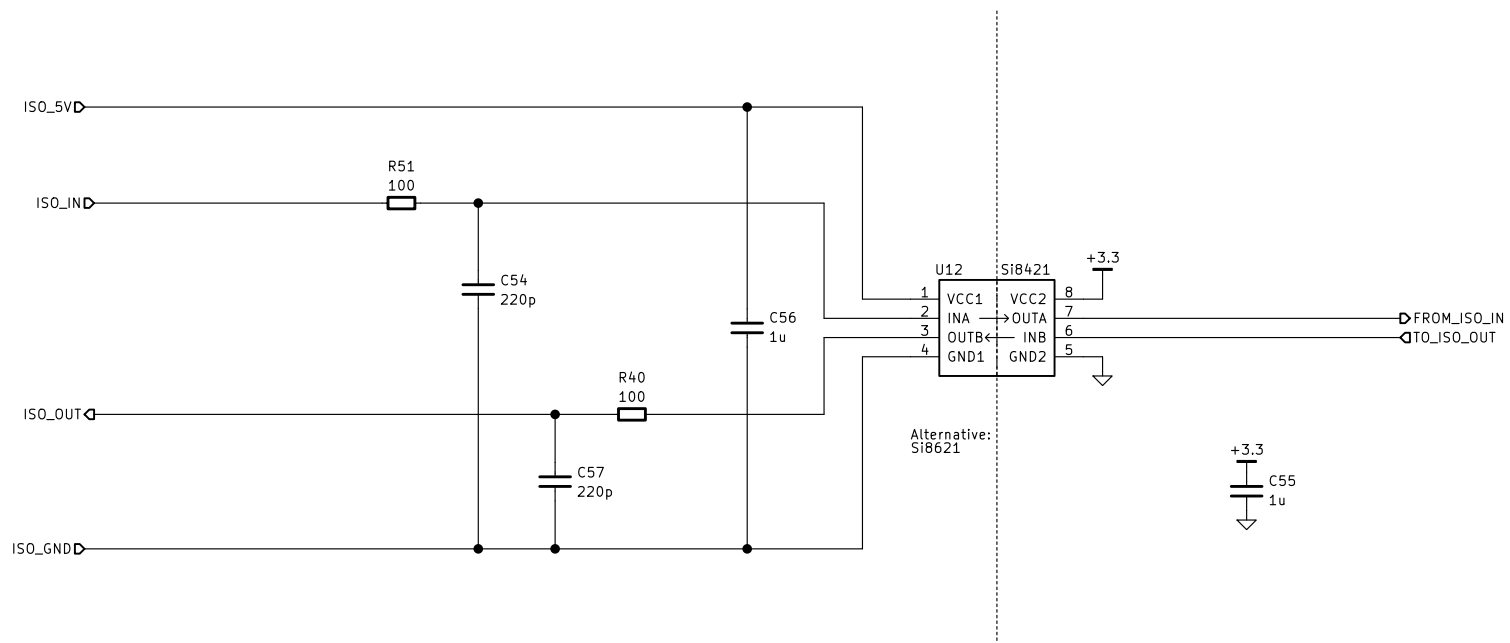 ISO_5V
R51
100
ISO_IN
C54
220p
C56
1u
R40
100
ISO_OUT
C57
220p
ISO_GND
U12 Si8421
+3.3
1 VCC1 VCC2 8
2 INA OUTA 7
3 OUTB INB 6
4 GND1 GND2 5
FROM_ISO_IN
TO_ISO_OUT
Alternative:
Si8621
+3.3
C55
1u